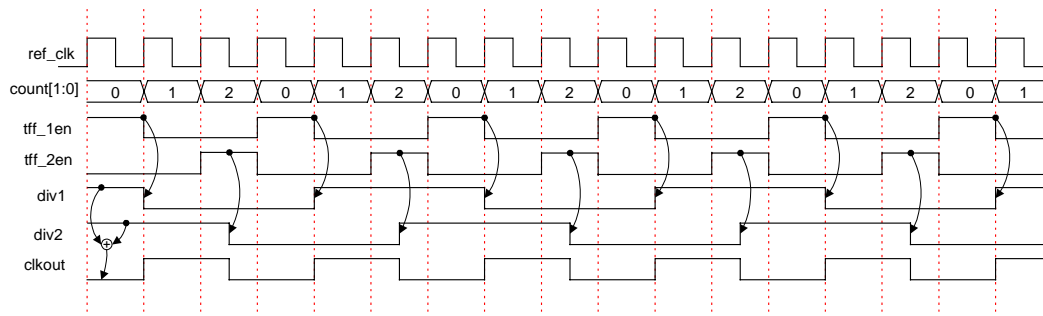 ref_clk
count[1:0] 0 1 2 0 1 2 0 1 2 0 1 2 0 1 2 0 1
tff_1en
tff_2en
div1
div2
+
clkout